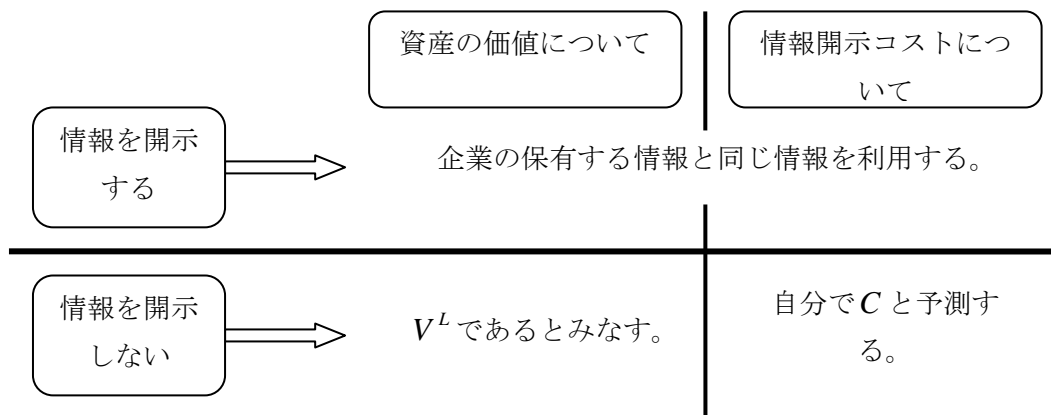 資産の価値について
情報開示コストにつ
いて
情報を開示
する
企業の保有する情報と同じ情報を利用する。
情報を開示
しない
V^L であるとみなす。
自分で C と予測す
る。